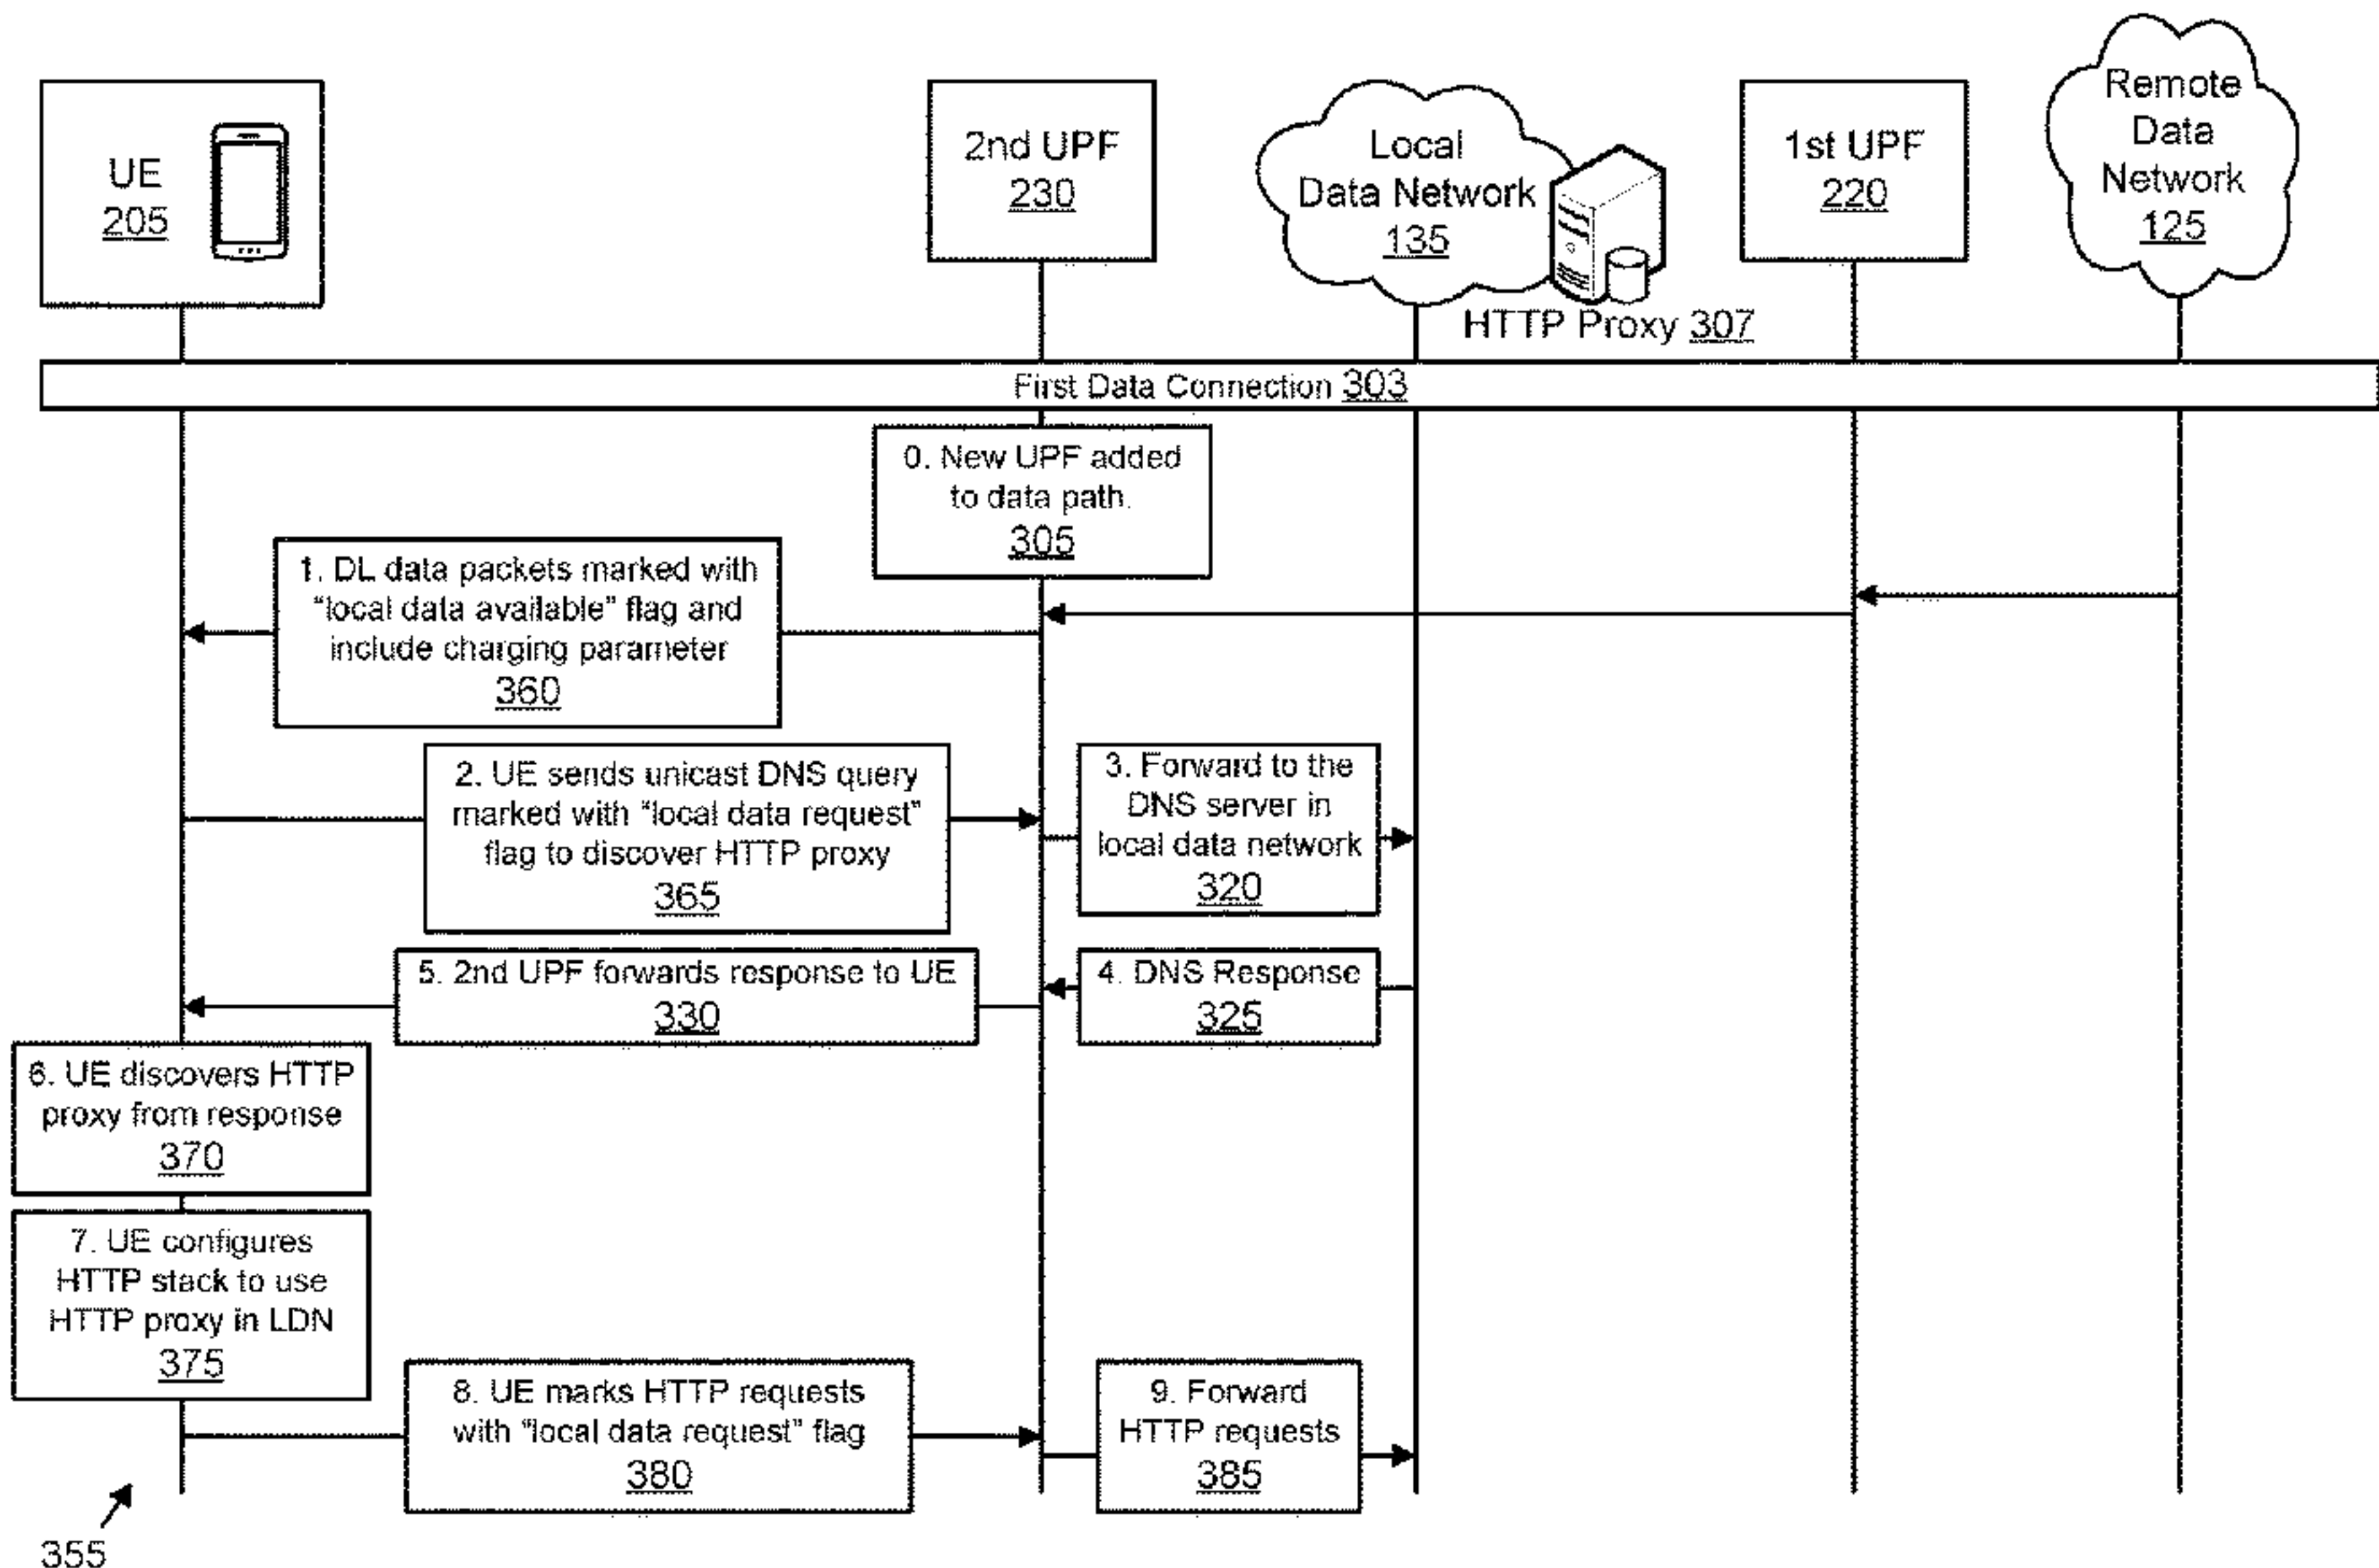 UE
205
2nd UPF
230
Local
Data Network
135
HTTP Proxy 307
1st UPF
220
Remote
Data
Network
125
First Data Connection 303
0. New UPF added
to data path.
305
1. DL data packets marked with
“local data available” flag and
include charging parameter
360
2. UE sends unicast DNS query
marked with “local data request”
flag to discover HTTP proxy
365
3. Forward to the
DNS server in
local data network
320
5. 2nd UPF forwards response to UE
330
4. DNS Response
325
6. UE discovers HTTP
proxy from response
370
7. UE configures
HTTP stack to use
HTTP proxy in LDN
375
8. UE marks HTTP requests
with “local data request” flag
380
9. Forward
HTTP requests
385
355